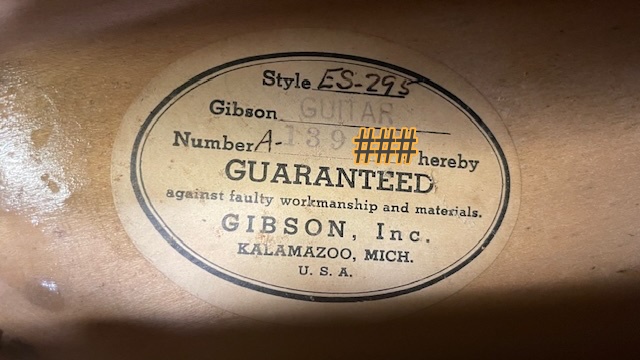 Style ES-295
Gibson GUITAR
Number A-139### hereby
GUARANTEED
against faulty workmanship and materials.
GIBSON, Inc.
KALAMAZOO, MICH.
U. S. A.